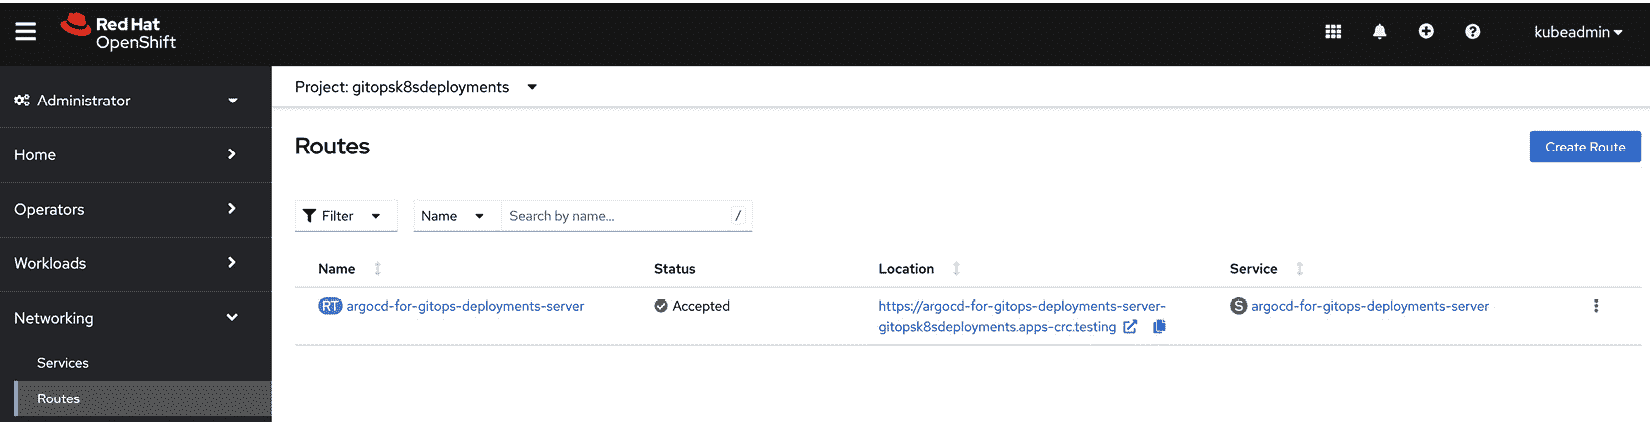 Red Hat
OpenShift
kubeadmin
Administrator
Home
Operators
Workloads
Networking
Services
Routes
Project: gitopsk8sdeployments
Routes
Create Route
Filter
Name
Search by name...
/
Name
Status
Location
Service
RT argocd-for-gitops-deployments-server
Accepted
https://argocd-for-gitops-deployments-server-
gitopsk8sdeployments.apps-crc.testing
S argocd-for-gitops-deployments-server